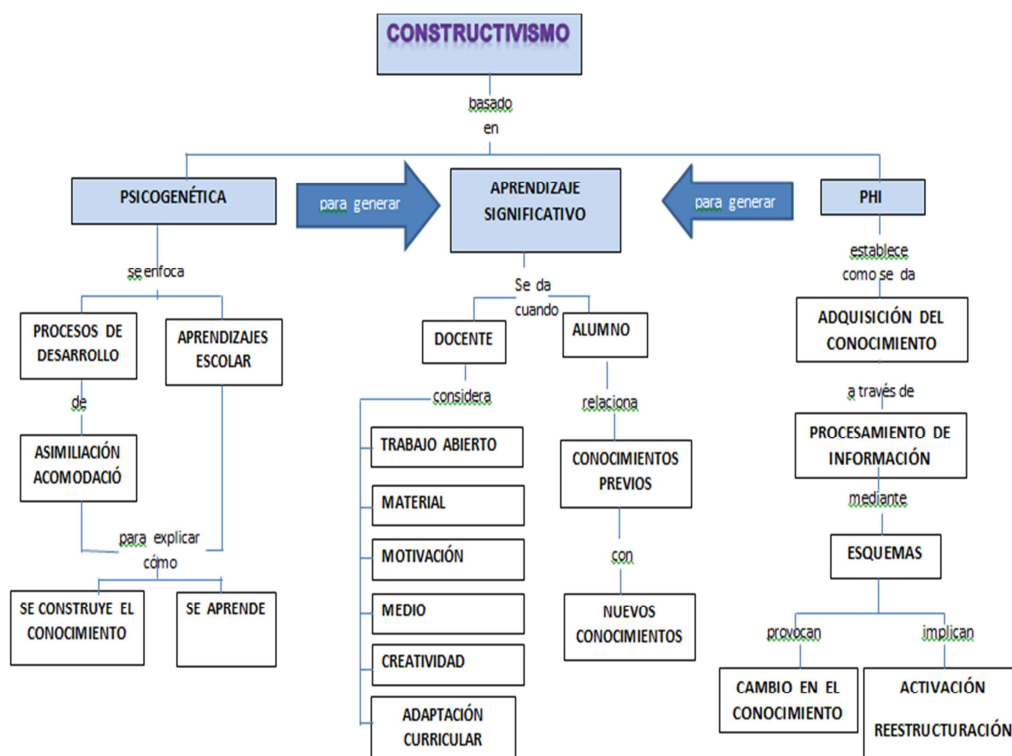 CONSTRUCTIVISMO
basado
en
PSICOGENÉTICA
para generar
APRENDIZAJE
SIGNIFICATIVO
para generar
PHI
se enfoca
PROCESOS DE
DESARROLLO
APRENDIZAJES
ESCOLAR
de
ASIMILIACIÓN
ACOMODACIÓ
para explicar
cómo
SE CONSTRUYE EL
CONOCIMIENTO
SE APRENDE
Se da
cuando
DOCENTE
ALUMNO
considera
TRABAJO ABIERTO
MATERIAL
MOTIVACIÓN
MEDIO
CREATIVIDAD
ADAPTACIÓN
CURRICULAR
relaciona
CONOCIMIENTOS
PREVIOS
con
NUEVOS
CONOCIMIENTOS
establece
como se da
ADQUISICIÓN DEL
CONOCIMIENTO
a través de
PROCESAMIENTO DE
INFORMACIÓN
mediante
ESQUEMAS
provocan
implican
CAMBIO EN EL
CONOCIMIENTO
ACTIVACIÓN
REESTRUCTURACIÓN